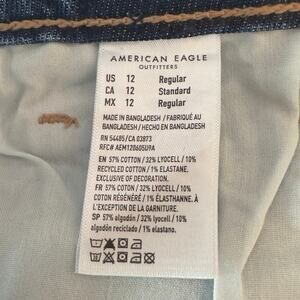 AMERICAN EAGLE
OUTFITTERS
US 12 Regular
CA 12 Standard
MX 12 Regular
MADE IN BANGLADESH / FABRIQUÉ AU
BANGLADESH / HECHO EN BANGLADESH
RN 54485/CA 03873
RFC# AEM120605U9A
EN 57% COTTON / 32% LYOCELL / 10%
RECYCLED COTTON / 1% ELASTANE.
EXCLUSIVE OF DECORATION.
FR 57% COTON / 32% LYOCELL / 10%
COTON RÉGÉNÉRÉ / 1% ÉLASTHANNE. À
L'EXCEPTION DE LA GARNITURE.
SP 57% algodón / 32% lyocell / 10%
algodón reciclado / 1% elastano.